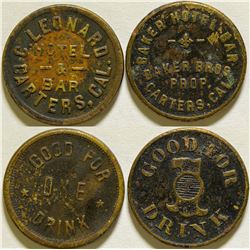 C.P. LEONARD
HOTEL
-&-
BAR
CARTERS, CAL.
BAKER HOTEL BAR
BAKER BROS
PROP.
CARTERS, CAL.
GOOD FOR
ONE
DRINK
GOOD FOR
1
DRINK.